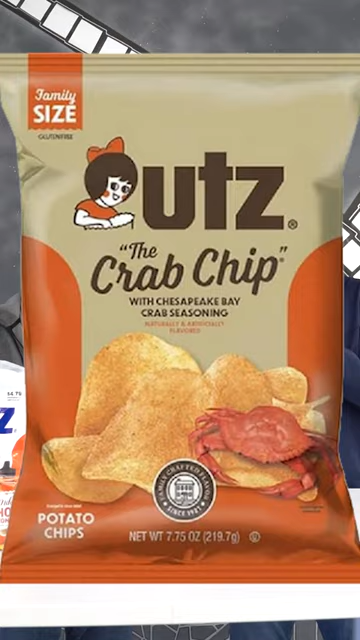 Family
SIZE
GLUTEN FREE
utz®
"The
Crab Chip"
WITH CHESAPEAKE BAY
CRAB SEASONING
NATURALLY & ARTIFICIALLY
FLAVORED
Z
FAMILY CRAFTED FLAVOR
SINCE 1921
POTATO
CHIPS
NET WT 7.75 OZ (219.7g)